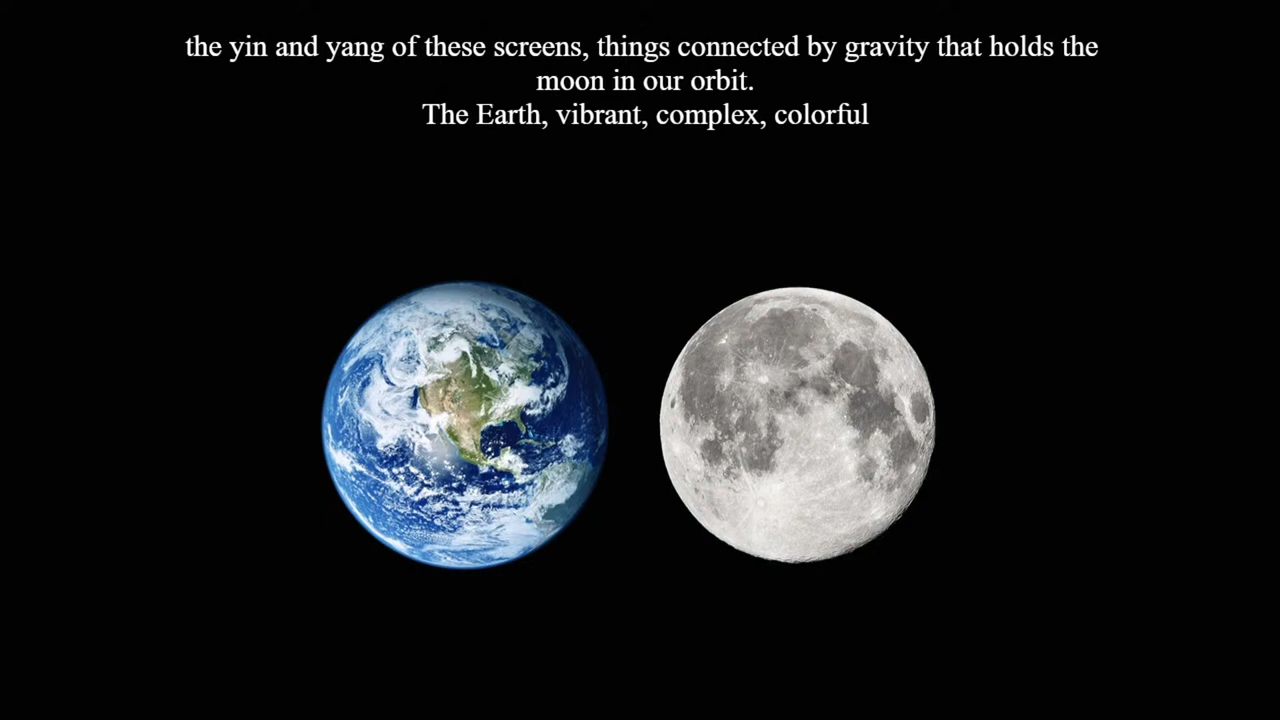 the yin and yang of these screens, things connected by gravity that holds the
moon in our orbit.
The Earth, vibrant, complex, colorful